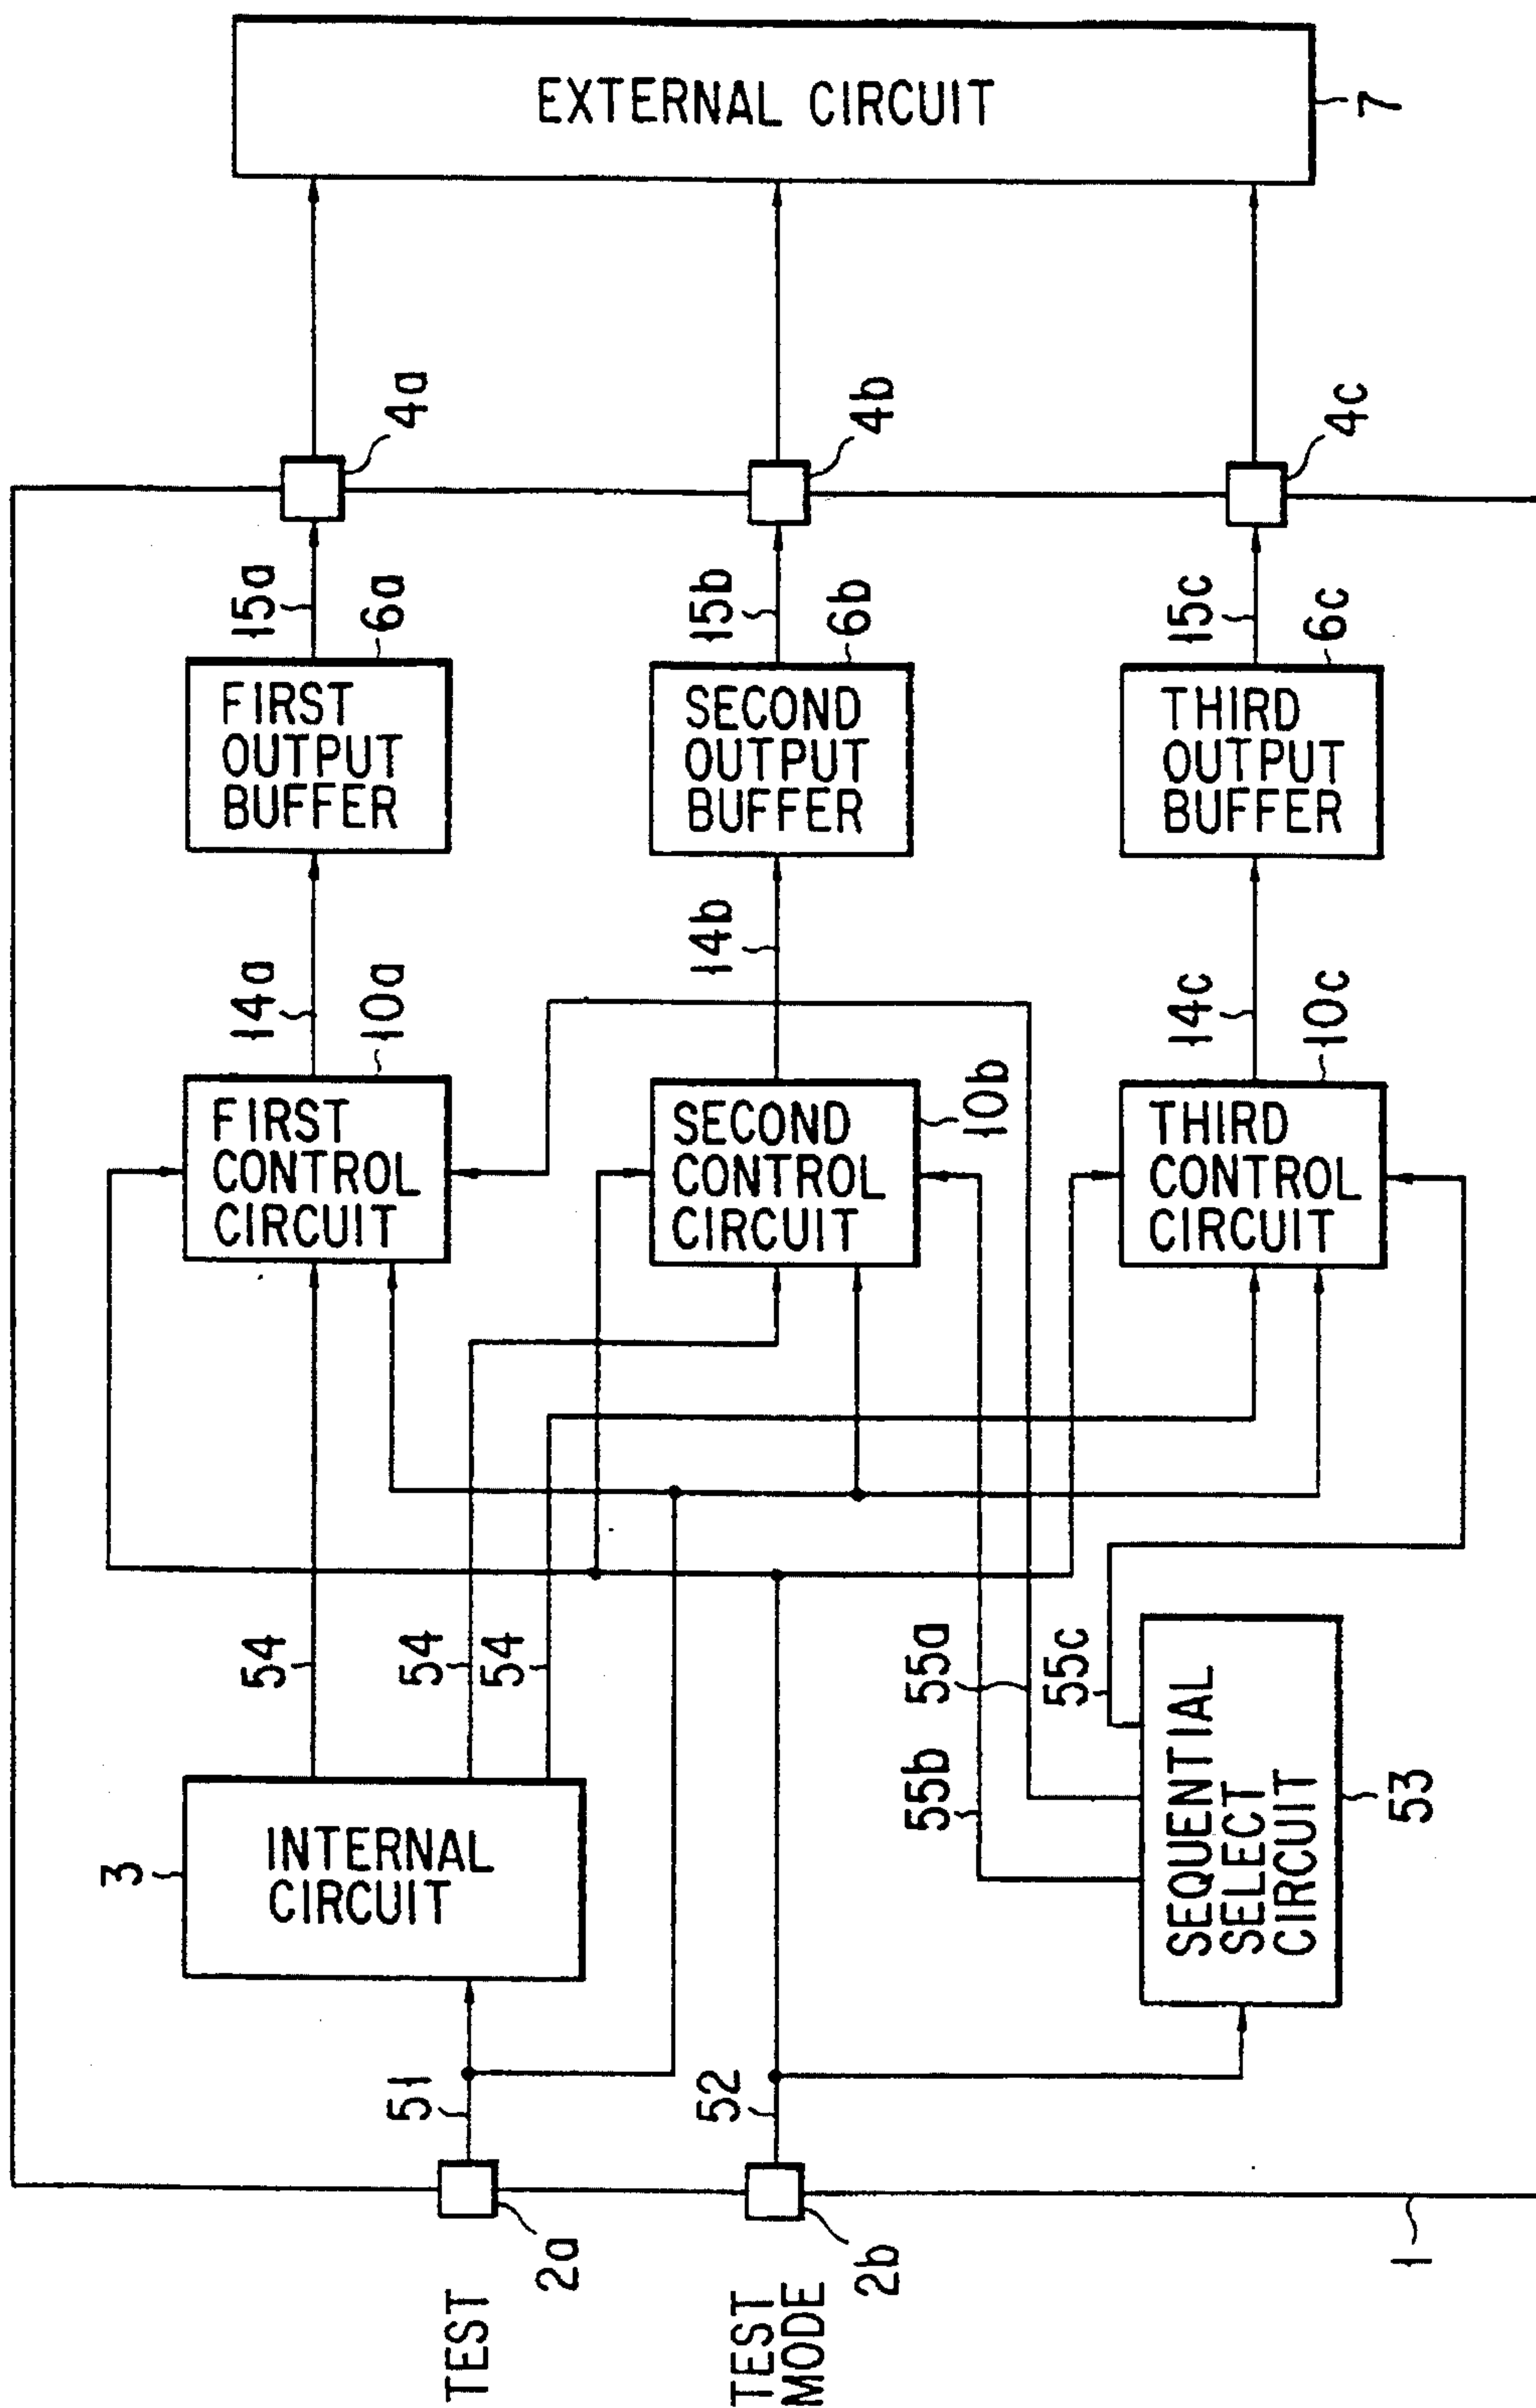 EXTERNAL CIRCUIT
7
4a
4b
4c
15a
6a
15b
6b
15c
6c
FIRST
OUTPUT
BUFFER
SECOND
OUTPUT
BUFFER
THIRD
OUTPUT
BUFFER
14a
10a
14b
10b
14c
10c
FIRST
CONTROL
CIRCUIT
SECOND
CONTROL
CIRCUIT
THIRD
CONTROL
CIRCUIT
54
54
54
55a
55b
55c
3
INTERNAL
CIRCUIT
SEQUENTIAL
SELECT
CIRCUIT
53
51
52
2a
2b
1
TEST
TEST
MODE